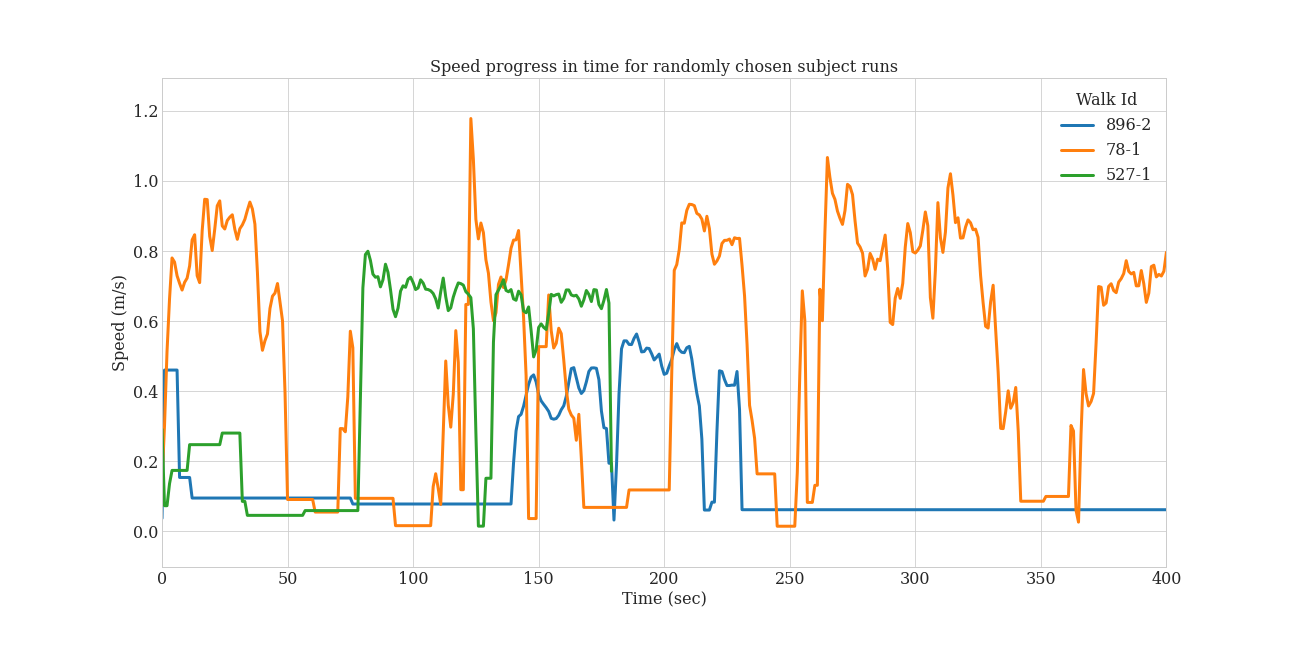 Speed progress in time for randomly chosen subject runs
Walk Id
896-2
78-1
527-1
Speed (m/s)
1.2
1.0
0.8
0.6
0.4
0.2
0.0
0 50 100 150 200 250 300 350 400
Time (sec)